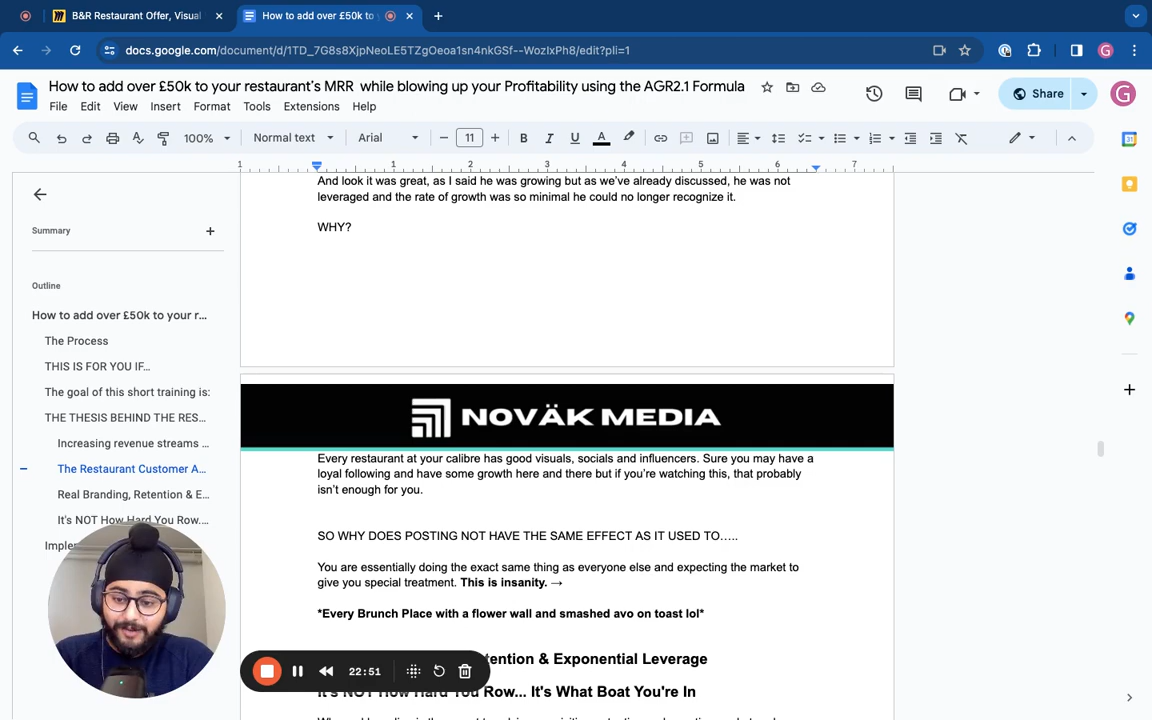 B&R Restaurant Offer, Visual
How to add over £50k to y
docs.google.com/document/d/1TD_7G8s8XjpNeoLE5TZgOeoa1sn4nkGSf--WozIxPh8/edit?pli=1
G
How to add over £50k to your restaurant's MRR while blowing up your Profitability using the AGR2.1 Formula
Share
G
File Edit View Insert Format Tools Extensions Help
100% Normal text Arial 11 B I U A
1 1 2 3 4 5 6 7
Summary
Outline
How to add over £50k to your r...
The Process
THIS IS FOR YOU IF...
The goal of this short training is:
THE THESIS BEHIND THE RES...
Increasing revenue streams ...
The Restaurant Customer A...
Real Branding, Retention & E...
It's NOT How Hard You Row....
Implem
And look it was great, as I said he was growing but as we've already discussed, he was not
leveraged and the rate of growth was so minimal he could no longer recognize it.
WHY?
NOVÄK MEDIA
Every restaurant at your calibre has good visuals, socials and influencers. Sure you may have a
loyal following and have some growth here and there but if you're watching this, that probably
isn't enough for you.
SO WHY DOES POSTING NOT HAVE THE SAME EFFECT AS IT USED TO.....
You are essentially doing the exact same thing as everyone else and expecting the market to
give you special treatment. This is insanity. →
*Every Brunch Place with a flower wall and smashed avo on toast lol*
tention & Exponential Leverage
It's NOT How Hard You Row... It's What Boat You're In
22:51